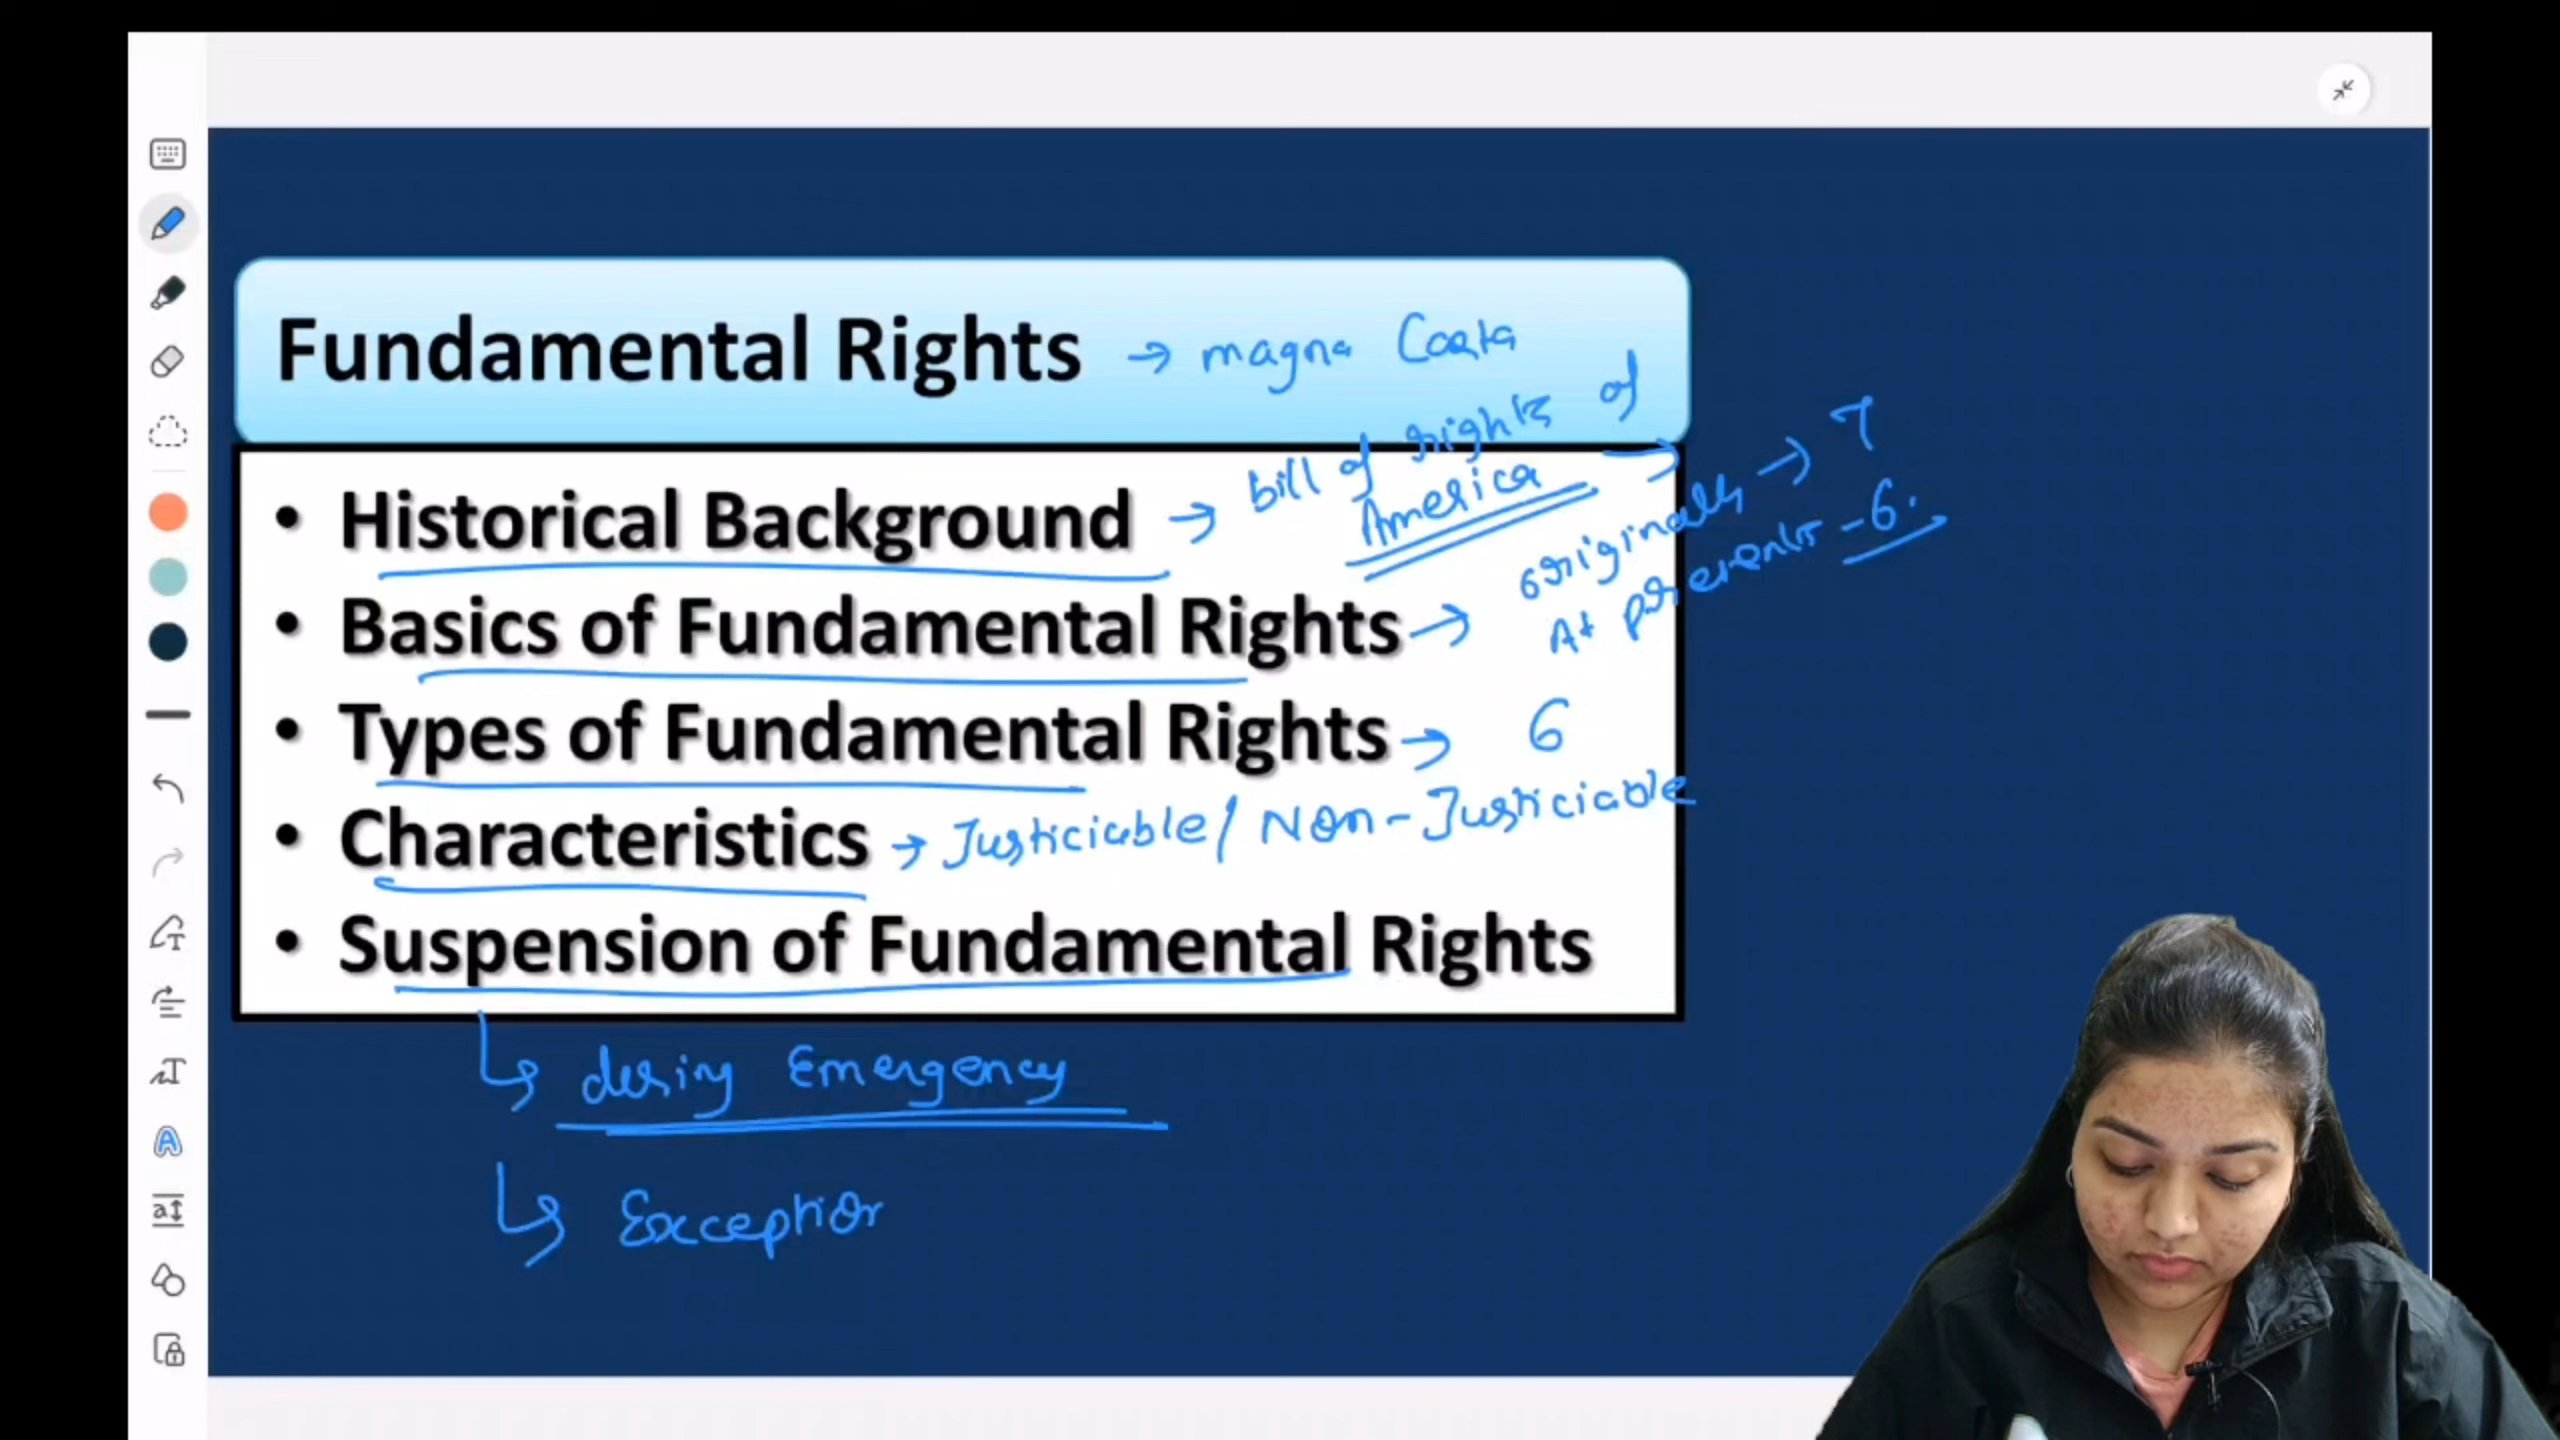 Fundamental Rights → magna Carta
• Historical Background → bill of rights of
America →
• Basics of Fundamental Rights → originally → 7
At presents - 6.
• Types of Fundamental Rights → 6
• Characteristics → Justiciable / Non-Justiciable
• Suspension of Fundamental Rights
during Emergency
Exception